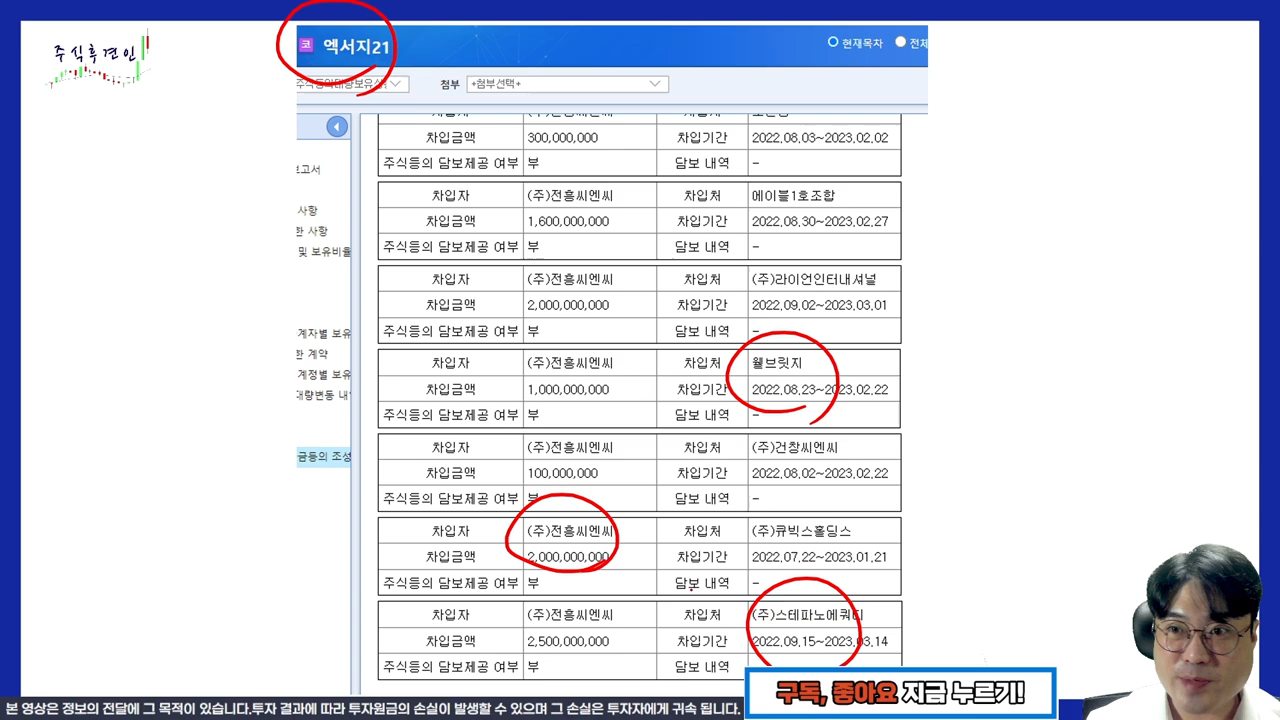 주식후견인
코 엑서지21
현재목차 전체
첨부 +첨부선택+
차입금액 300,000,000 차입기간 2022.08.03~2023.02.02
주식등의 담보제공 여부 부 담보 내역 -
차입자 (주)전흥씨엔씨 차입처 메이블1호조합
차입금액 1,600,000,000 차입기간 2022.08.30~2023.02.27
주식등의 담보제공 여부 부 담보 내역 -
차입자 (주)전흥씨엔씨 차입처 (주)라이언인터내셔널
차입금액 2,000,000,000 차입기간 2022.09.02~2023.03.01
주식등의 담보제공 여부 부 담보 내역 -
차입자 (주)전흥씨엔씨 차입처 웰브릿지
차입금액 1,000,000,000 차입기간 2022.08.23~2023.02.22
주식등의 담보제공 여부 부 담보 내역 -
차입자 (주)전흥씨엔씨 차입처 (주)건창씨엔씨
차입금액 100,000,000 차입기간 2022.08.02~2023.02.22
주식등의 담보제공 여부 부 담보 내역 -
차입자 (주)전흥씨엔씨 차입처 (주)큐빅스홀딩스
차입금액 2,000,000,000 차입기간 2022.07.22~2023.01.21
주식등의 담보제공 여부 부 담보 내역 -
차입자 (주)전흥씨엔씨 차입처 (주)스테파노에쿼티
차입금액 2,500,000,000 차입기간 2022.09.15~2023.03.14
주식등의 담보제공 여부 부 담보 내역
고서
사항
한 사항
및 보유비율
계자별 보유
한 계약
계정별 보유
대량변동 내
금등의 조성
구독, 좋아요 지금 누르기!
본 영상은 정보의 전달에 그 목적이 있습니다.투자 결과에 따라 투자원금의 손실이 발생할 수 있으며 그 손실은 투자자에게 귀속 됩니다.